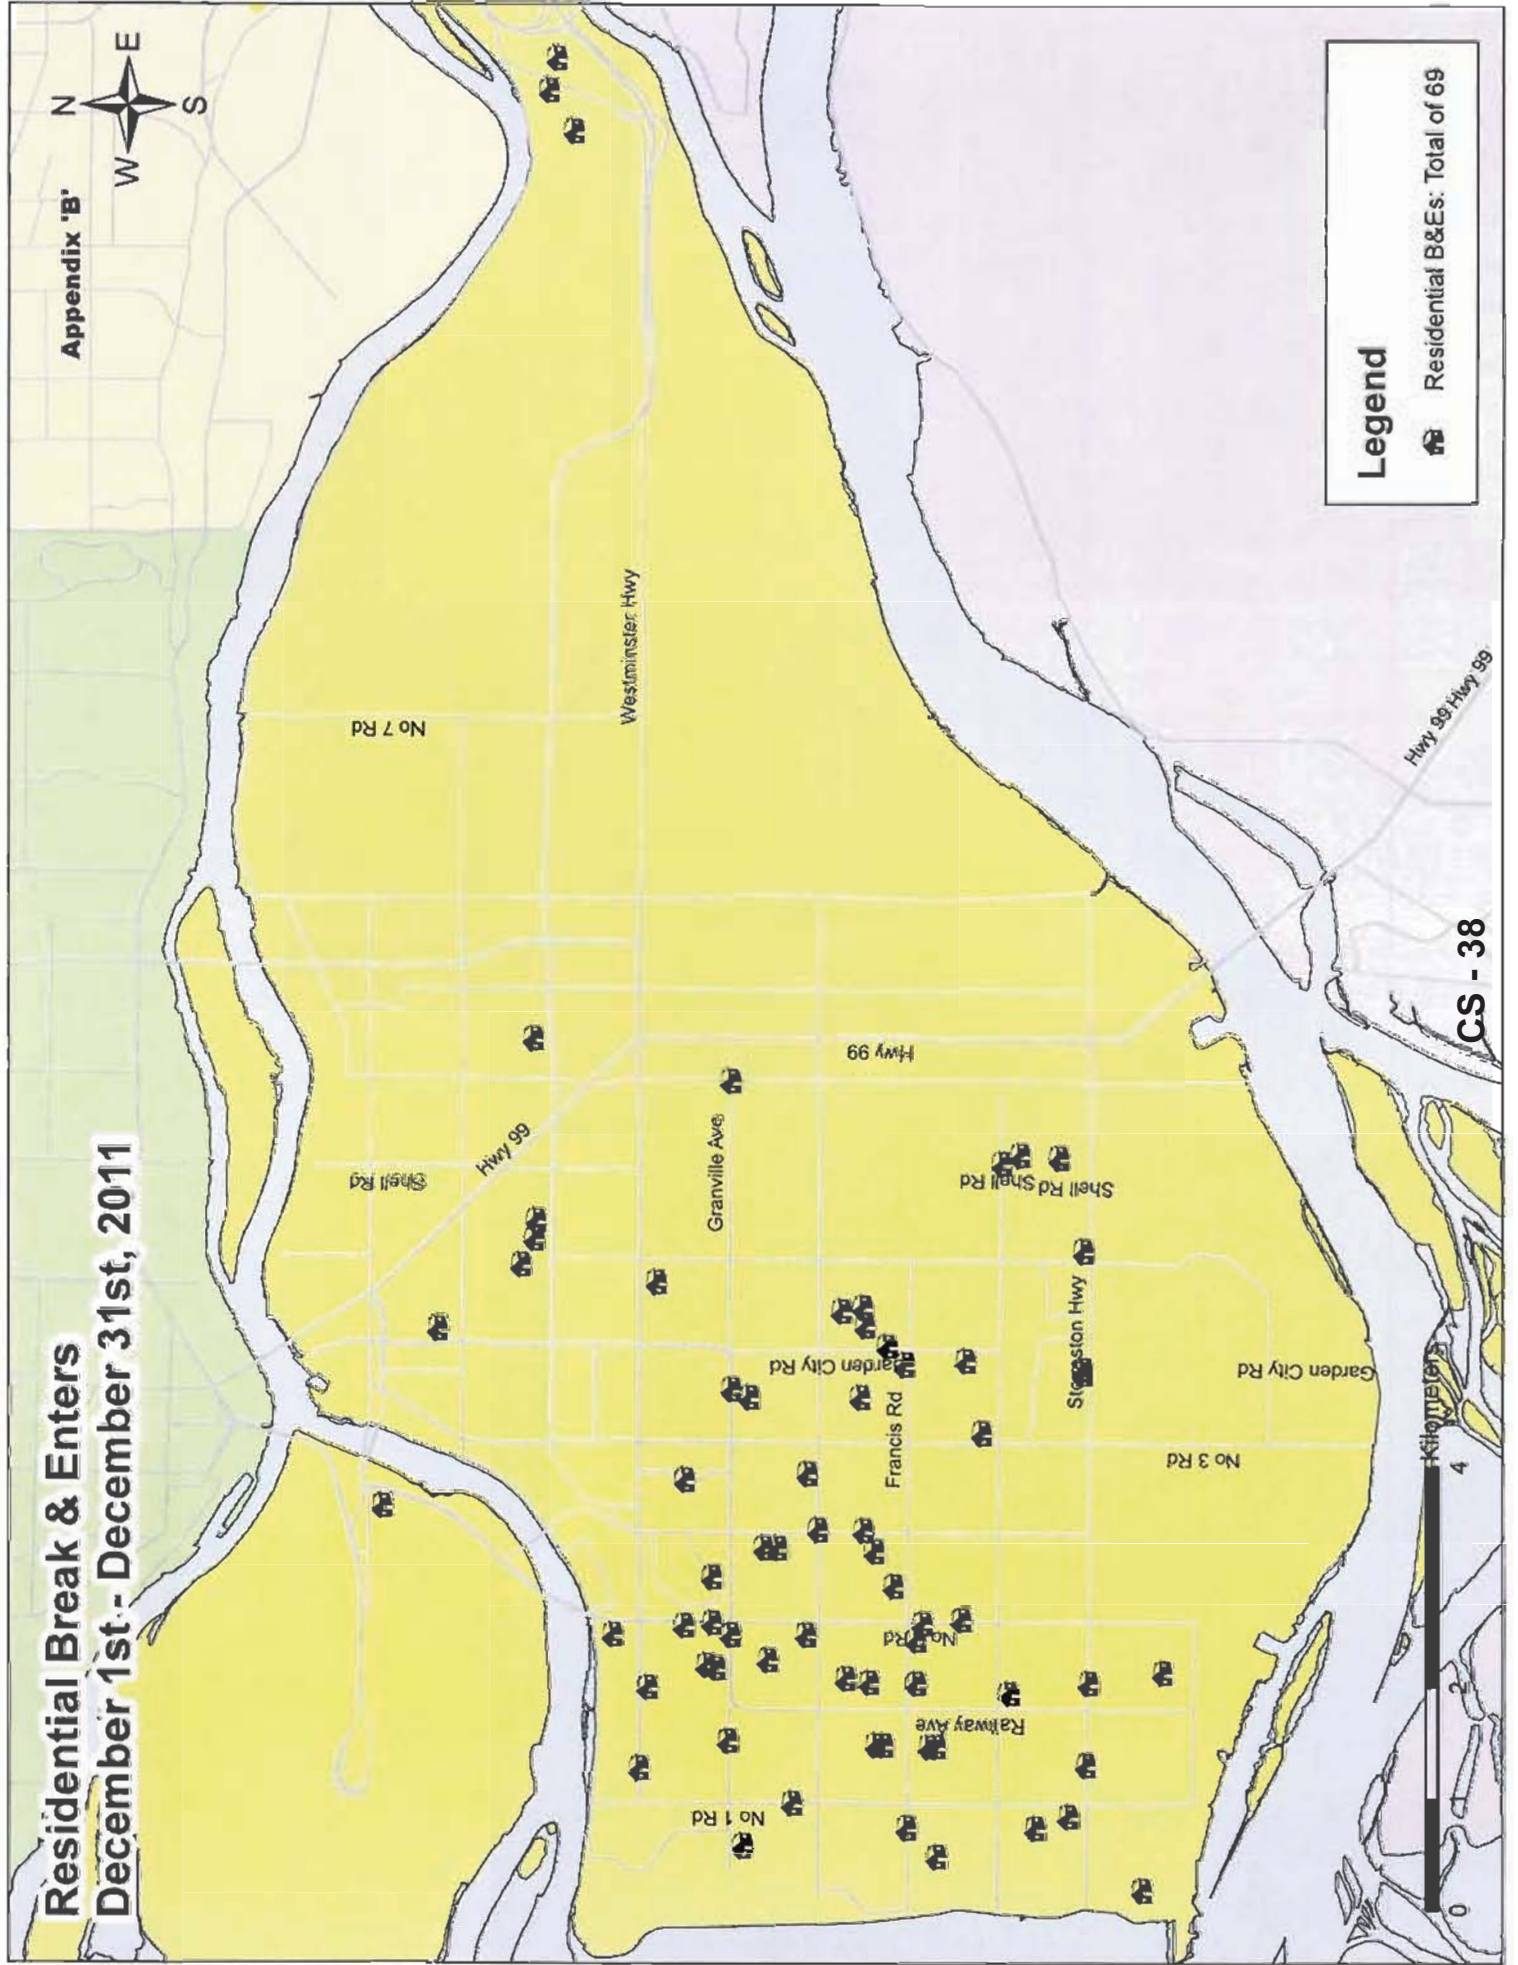 Residential Break & Enters
December 1st - December 31st, 2011
Appendix 'B'
N
W
E
S
No 7 Rd
Westminster Hwy
Shell Rd
Hwy 99
Granville Ave
Hwy 99
Shell Rd Shell Rd
Garden City Rd
Francis Rd
Steveston Hwy
Garden City Rd
No 3 Rd
Railway Ave
No 1 Rd
Hwy 99 Hwy 99
Legend
Residential B&Es: Total of 69
0
2
4
Kilometers
CS - 38